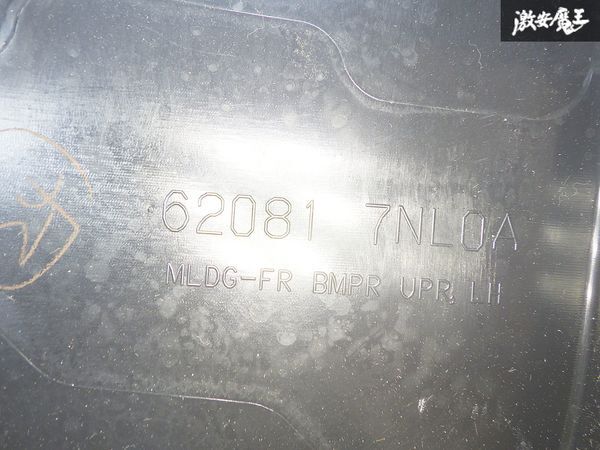 激安魔王
62081 7NL0A
MLDG-FR BMPR UPR LH